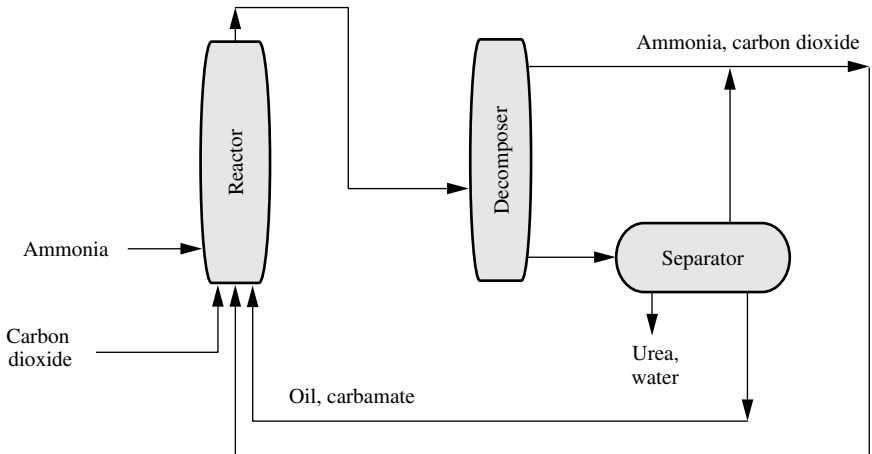 Ammonia, carbon dioxide
Reactor
Decomposer
Ammonia
Separator
Carbon
dioxide
Urea,
water
Oil, carbamate